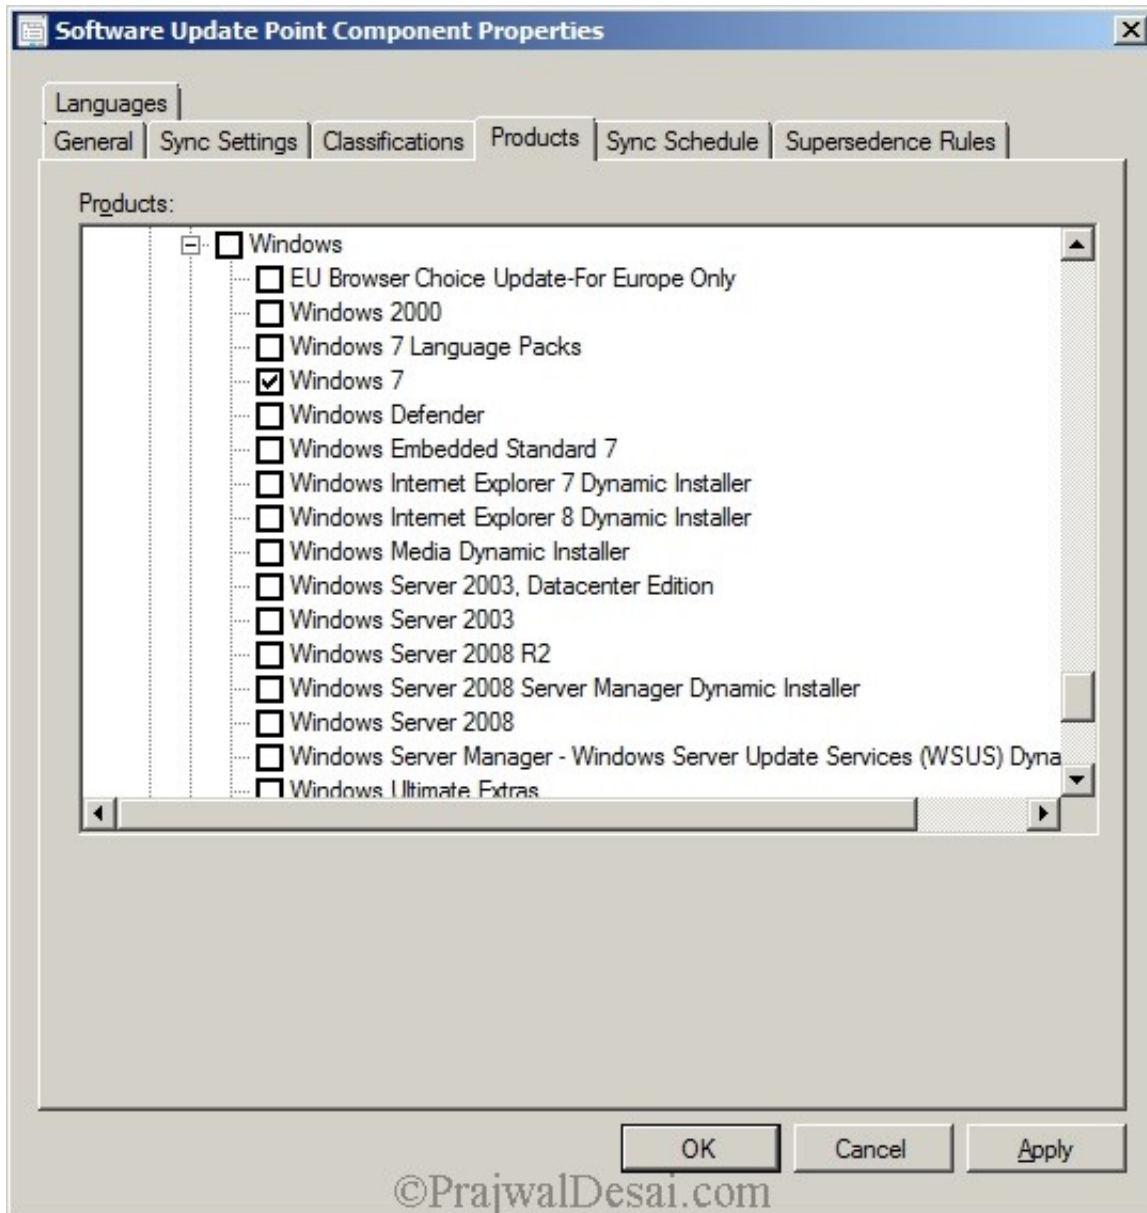 Software Update Point Component Properties
Languages
General
Sync Settings
Classifications
Products
Sync Schedule
Supersedence Rules
Products:
Windows
EU Browser Choice Update-For Europe Only
Windows 2000
Windows 7 Language Packs
Windows 7
Windows Defender
Windows Embedded Standard 7
Windows Internet Explorer 7 Dynamic Installer
Windows Internet Explorer 8 Dynamic Installer
Windows Media Dynamic Installer
Windows Server 2003, Datacenter Edition
Windows Server 2003
Windows Server 2008 R2
Windows Server 2008 Server Manager Dynamic Installer
Windows Server 2008
Windows Server Manager - Windows Server Update Services (WSUS) Dyna
Windows Ultimate Extras
OK
Cancel
Apply
©PrajwalDesai.com